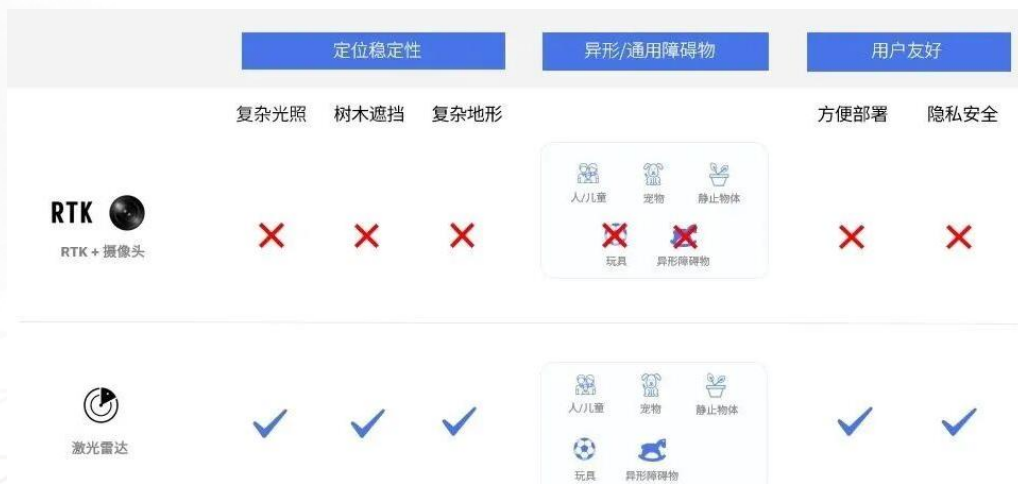 定位稳定性 异形/通用障碍物 用户友好
复杂光照 树木遮挡 复杂地形 方便部署 隐私安全
人/儿童 宠物 静止物体
RTK
RTK + 摄像头
玩具 异形障碍物
人/儿童 宠物 静止物体
激光雷达
玩具 异形障碍物